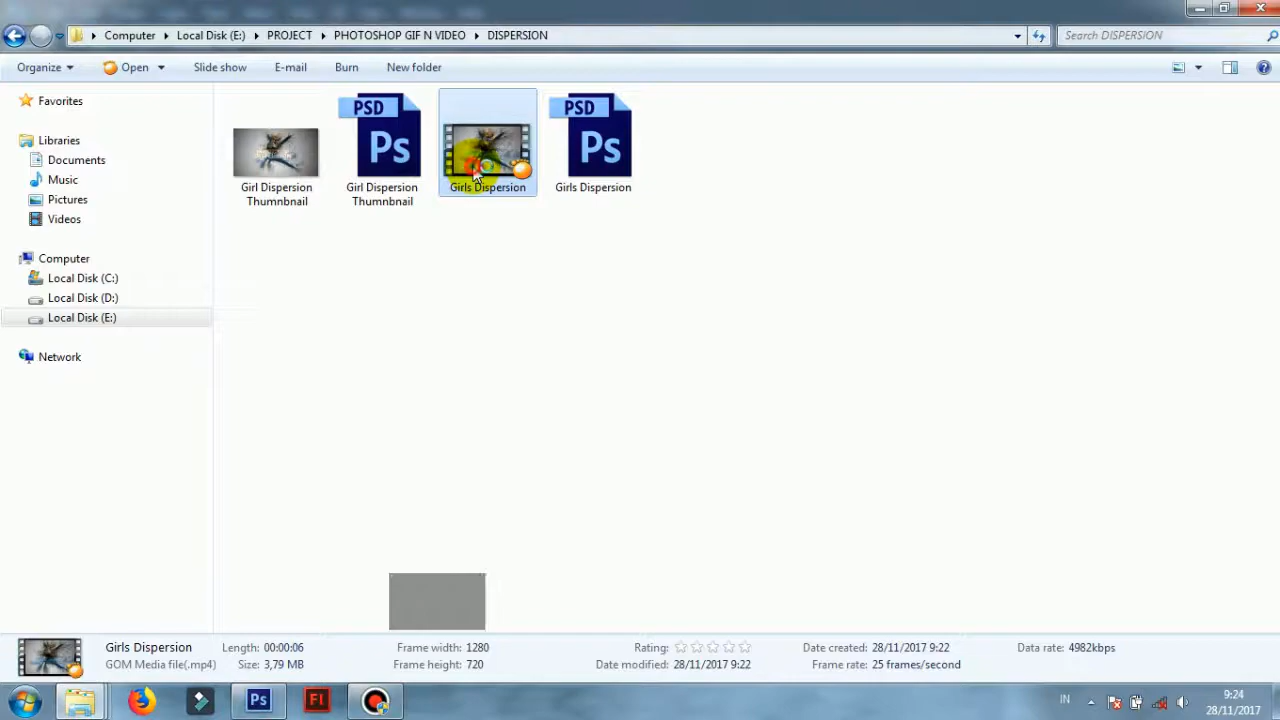 Computer Local Disk (E:) PROJECT PHOTOSHOP GIF N VIDEO DISPERSION Search DISPERSION
Organize Open Slide show E-mail Burn New folder
Favorites
Libraries
Documents
Music
Pictures
Videos
Computer
Local Disk (C:)
Local Disk (D:)
Local Disk (E:)
Network
PSD
Ps
PSD
Ps
Girl Dispersion
Thumnbnail
Girl Dispersion
Thumnbnail
Girls Dispersion
Girls Dispersion
Girls Dispersion Length: 00:00:06 Frame width: 1280 Rating: Date created: 28/11/2017 9:22 Data rate: 4982kbps
GOM Media file(.mp4) Size: 3,79 MB Frame height: 720 Date modified: 28/11/2017 9:22 Frame rate: 25 frames/second
Ps Fl IN 9:24
28/11/2017